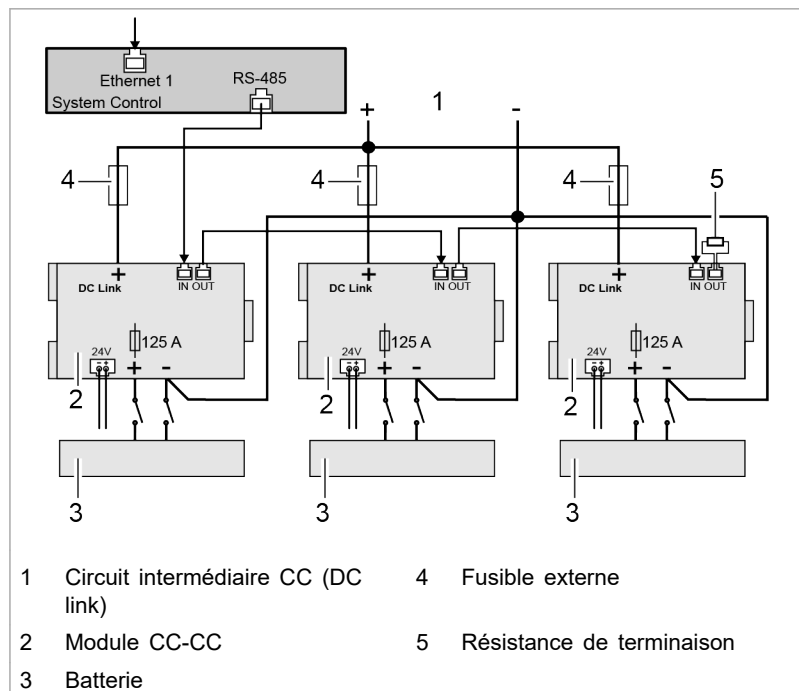 Ethernet 1
RS-485
System Control
+
1
-
4
4
4
5
+
DC Link
IN OUT
+
DC Link
IN OUT
+
DC Link
IN OUT
125 A
24V
- +
+ -
2
125 A
24V
- +
+ -
2
125 A
24V
- +
+ -
2
3
3
3
1 Circuit intermédiaire CC (DC
link)
2 Module CC-CC
3 Batterie
4 Fusible externe
5 Résistance de terminaison